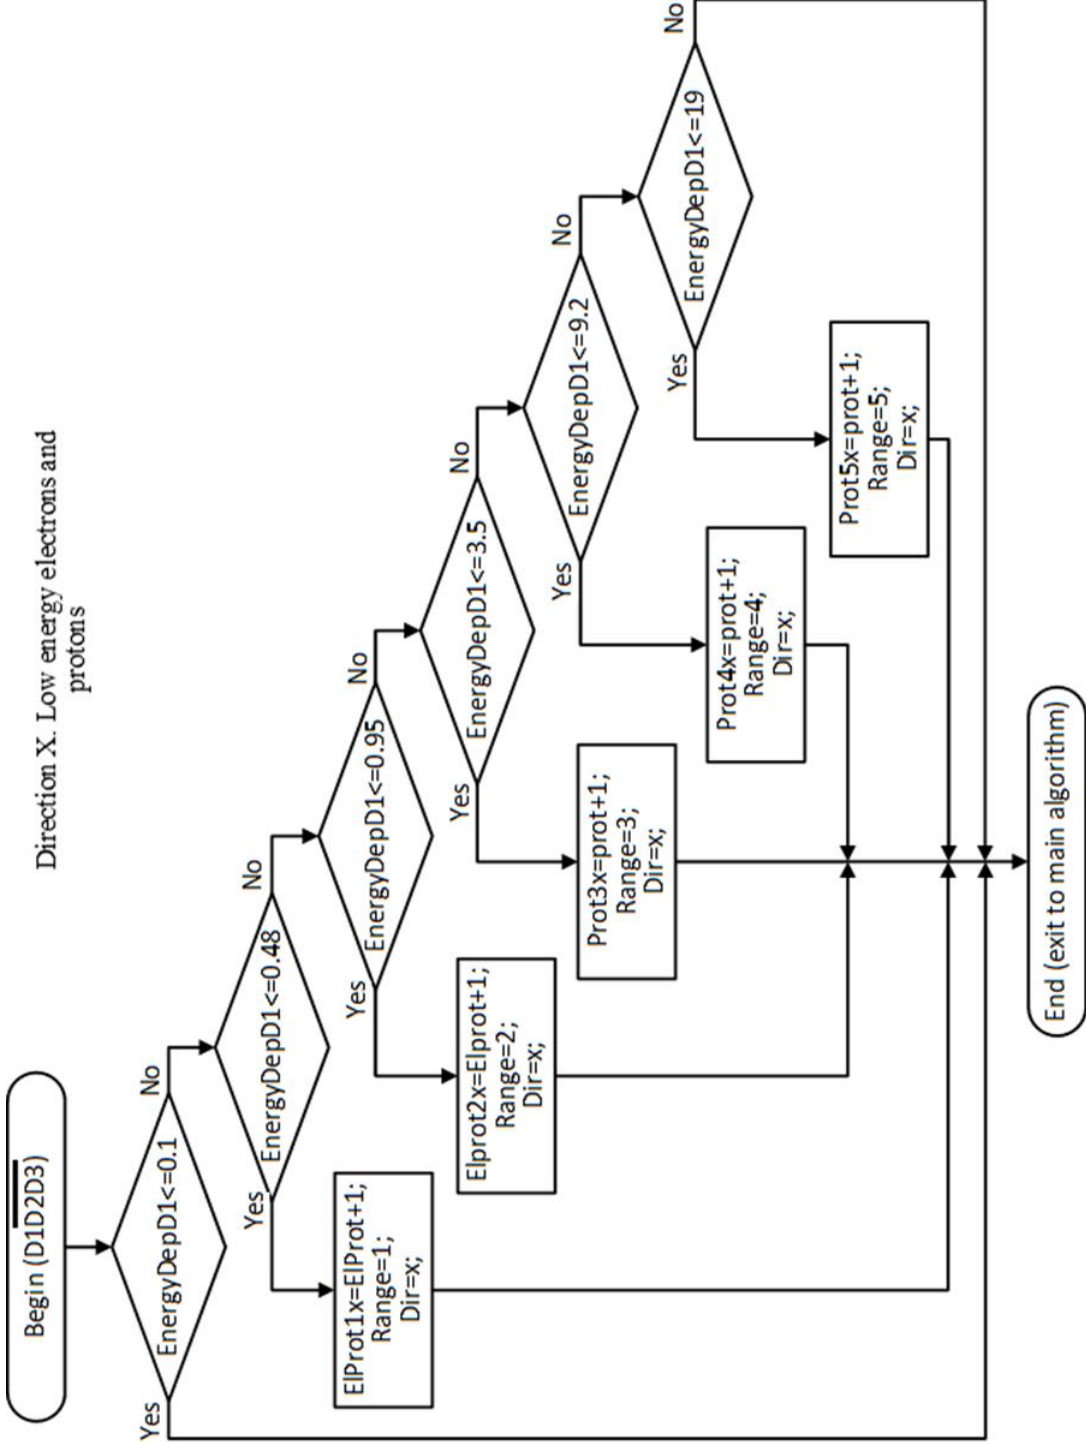 Direction X. Low energy electrons and
protons
Begin (D1D̅2̅D̅3̅)
EnergyDepD1<=0.1
Yes
No
EnergyDepD1<=0.48
Yes
No
ElProt1x=ElProt+1;
Range=1;
Dir=x;
EnergyDepD1<=0.95
Yes
No
Elprot2x=Elprot+1;
Range=2;
Dir=x;
EnergyDepD1<=3.5
Yes
No
Prot3x=prot+1;
Range=3;
Dir=x;
EnergyDepD1<=9.2
Yes
No
Prot4x=prot+1;
Range=4;
Dir=x;
EnergyDepD1<=19
Yes
No
Prot5x=prot+1;
Range=5;
Dir=x;
End (exit to main algorithm)